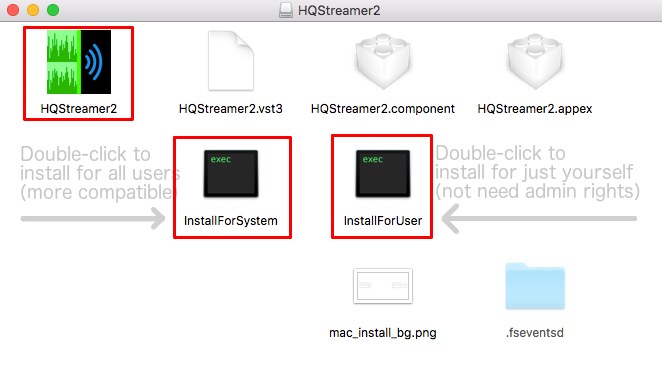 HQStreamer2
HQStreamer2
HQStreamer2.vst3
HQStreamer2.component
HQStreamer2.appex
Double-click to
install for all users
(more compatible)
exec
InstallForSystem
exec
InstallForUser
Double-click to
install for just yourself
(not need admin rights)
mac_install_bg.png
.fseventsd